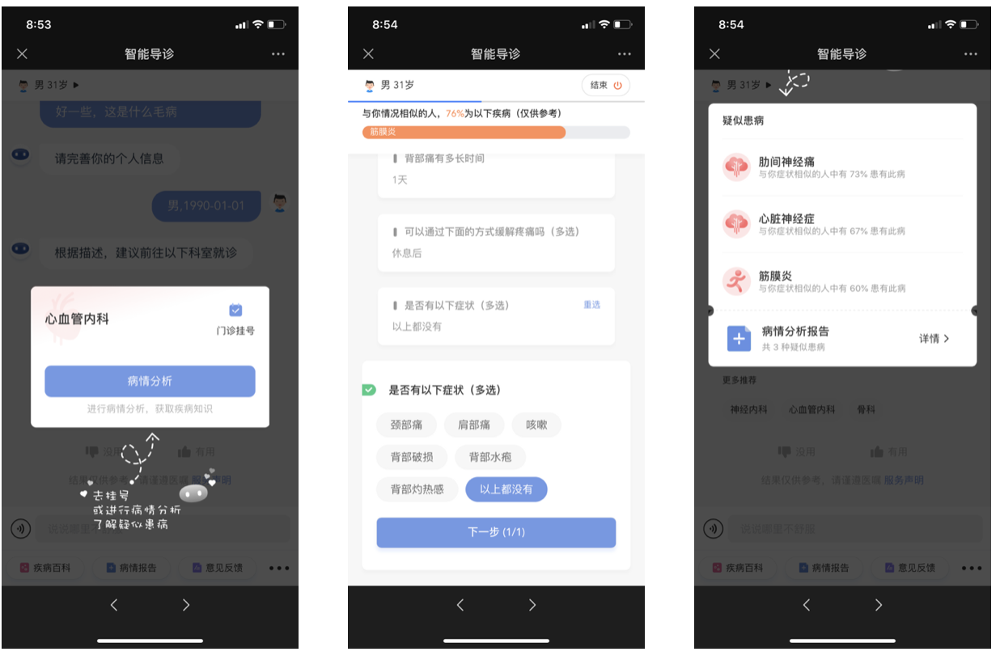 8:53
智能导诊
男 31岁
好一些，这是什么毛病
请完善你的个人信息
男,1990-01-01
根据描述，建议前往以下科室就诊
心血管内科
门诊挂号
病情分析
进行病情分析，获取疾病知识
没用
有用
结果仅供参考，请谨遵医嘱 服务声明
去挂号
或进行病情分析
了解疑似患病
说说哪里不舒服
疾病百科
病情报告
意见反馈
8:54
智能导诊
男 31岁
结束
与你情况相似的人，76%为以下疾病（仅供参考）
筋膜炎
背部痛有多长时间
1天
可以通过下面的方式缓解疼痛吗（多选）
休息后
是否有以下症状（多选）
重选
以上都没有
是否有以下症状（多选）
颈部痛
肩部痛
咳嗽
背部破损
背部水疱
背部灼热感
以上都没有
下一步 (1/1)
8:54
智能导诊
男 31岁
疑似患病
肋间神经痛
与你症状相似的人中有 73% 患有此病
心脏神经症
与你症状相似的人中有 67% 患有此病
筋膜炎
与你症状相似的人中有 60% 患有此病
病情分析报告
共 3 种疑似患病
详情
更多推荐
神经内科
心血管内科
骨科
没用
有用
结果仅供参考，请谨遵医嘱 服务声明
说说哪里不舒服
疾病百科
病情报告
意见反馈